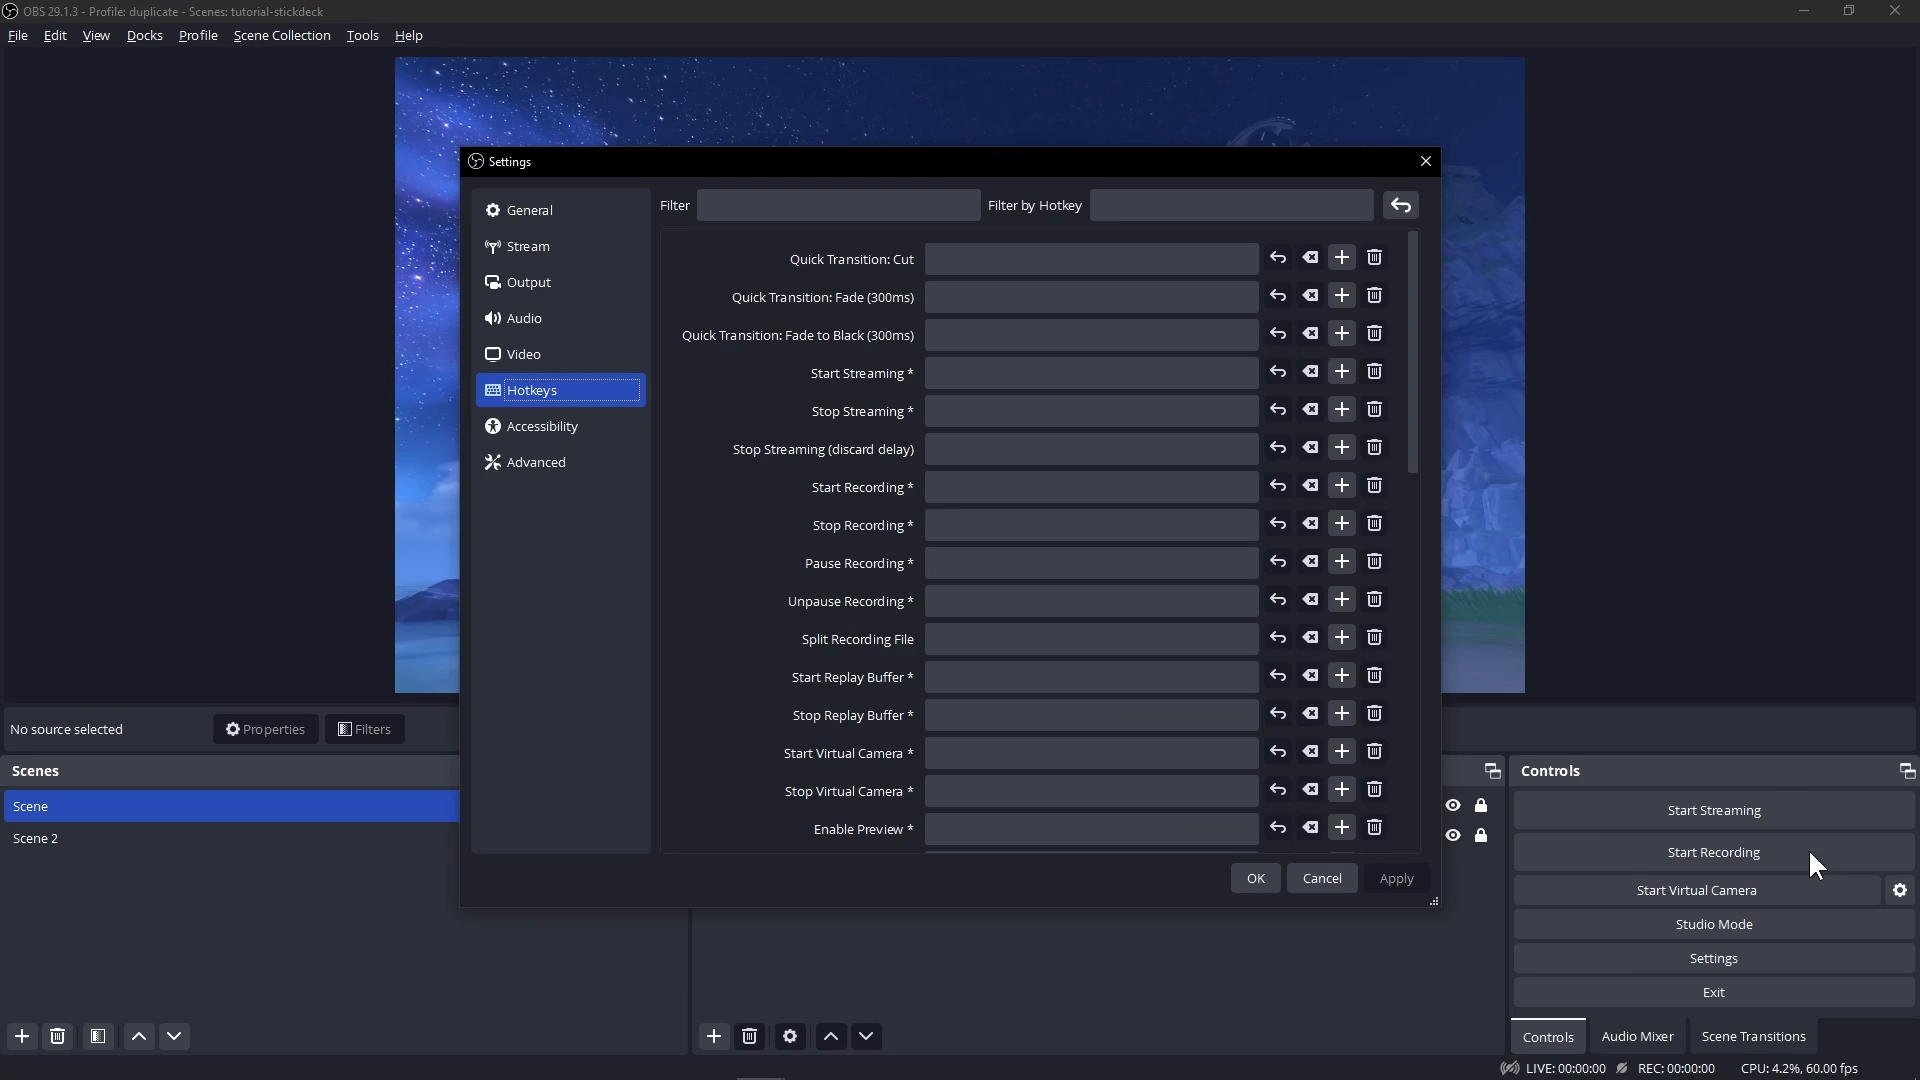 OBS 29.1.3 - Profile: duplicate - Scenes: tutorial-stickdeck
File Edit View Docks Profile Scene Collection Tools Help
Settings
General
Stream
Output
Audio
Video
Hotkeys
Accessibility
Advanced
Filter Filter by Hotkey
Quick Transition: Cut
Quick Transition: Fade (300ms)
Quick Transition: Fade to Black (300ms)
Start Streaming *
Stop Streaming *
Stop Streaming (discard delay)
Start Recording *
Stop Recording *
Pause Recording *
Unpause Recording *
Split Recording File
Start Replay Buffer *
Stop Replay Buffer *
Start Virtual Camera *
Stop Virtual Camera *
Enable Preview *
OK Cancel Apply
No source selected Properties Filters
Scenes
Scene
Scene 2
Controls
Start Streaming
Start Recording
Start Virtual Camera
Studio Mode
Settings
Exit
Controls Audio Mixer Scene Transitions
LIVE: 00:00:00 REC: 00:00:00 CPU: 4.2%, 60.00 fps